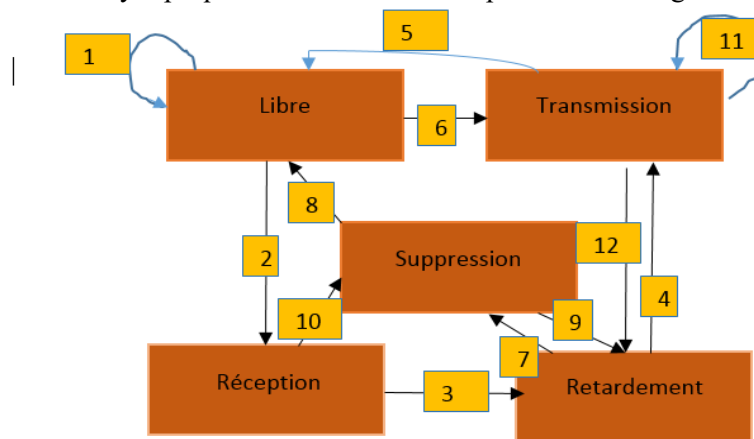 5
11
1
Libre
Transmission
6
8
12
2
Suppression
4
10
9
7
Réception
3
Retardement